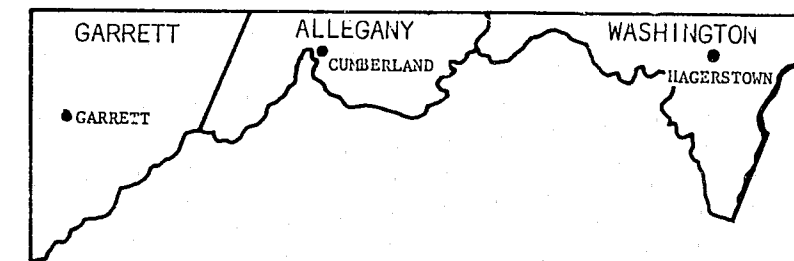 GARRETT
ALLEGANY
WASHINGTON
CUMBERLAND
HAGERSTOWN
GARRETT